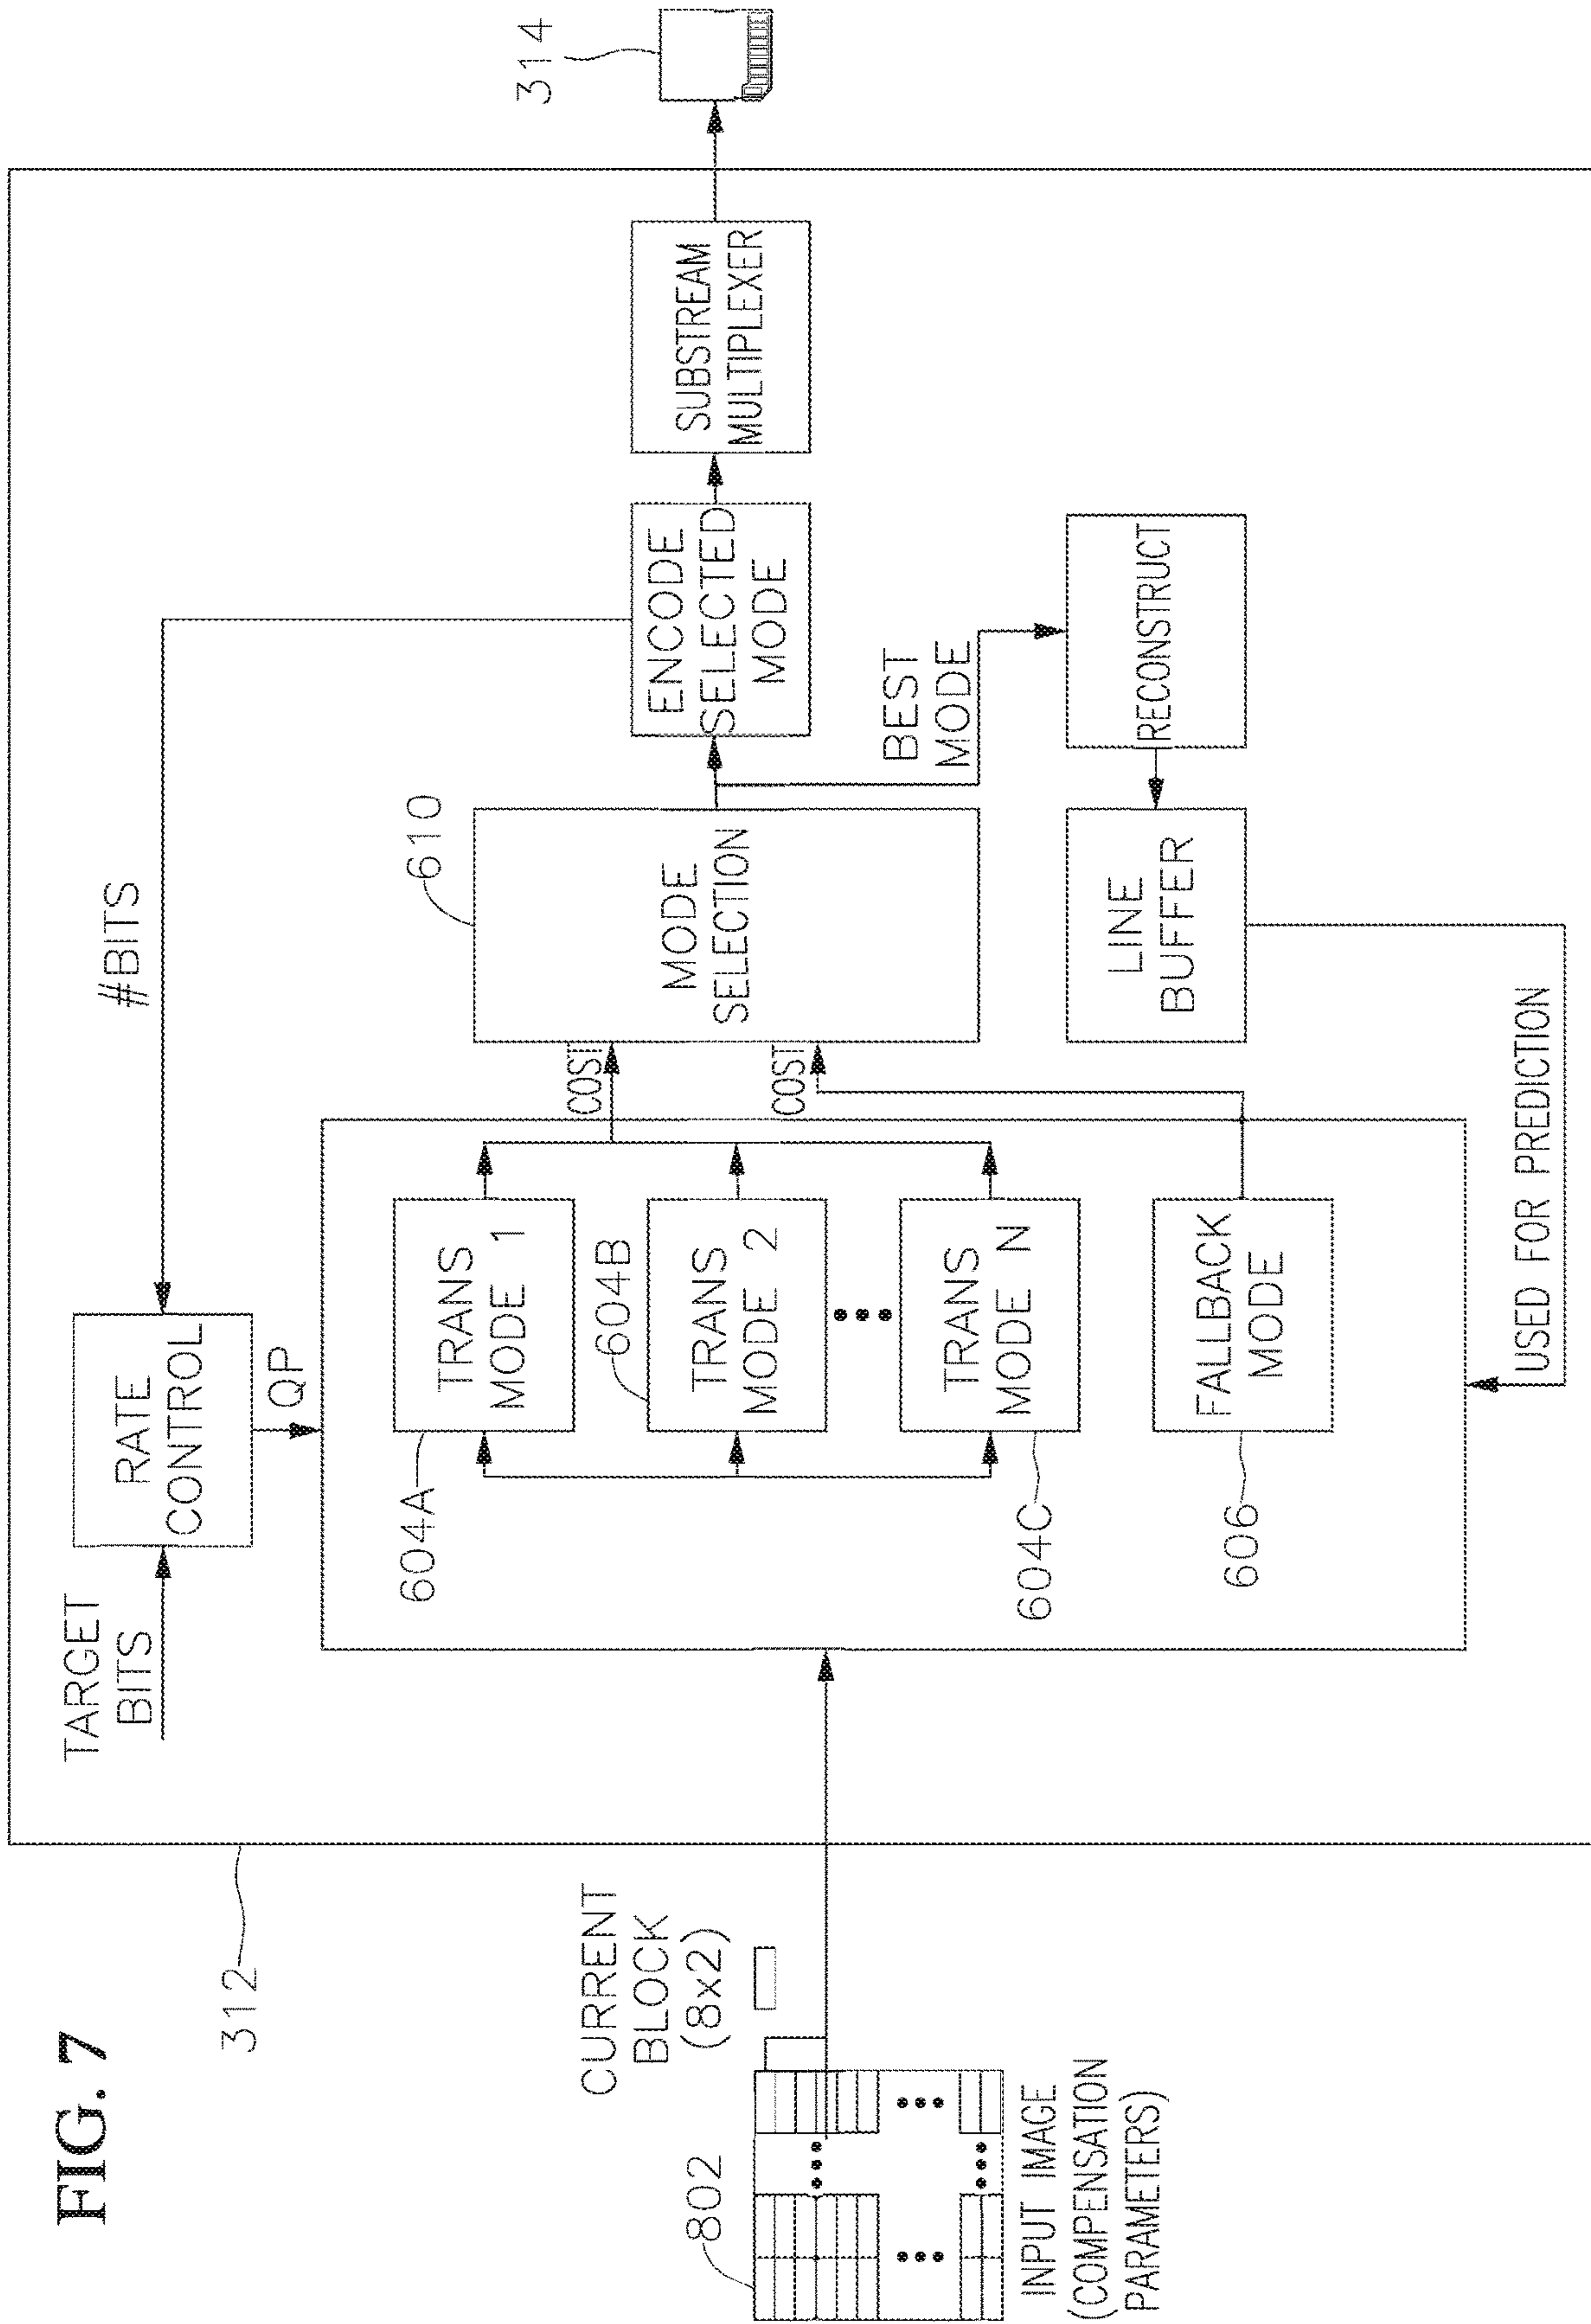 FIG. 7
312
314
TARGET
BITS
RATE
CONTROL
#BITS
QP
604A
TRANS
MODE 1
604B
TRANS
MODE 2
604C
TRANS
MODE N
606
FALLBACK
MODE
COST
COST
610
MODE
SELECTION
ENCODE
SELECTED
MODE
SUBSTREAM
MULTIPLEXER
BEST
MODE
RECONSTRUCT
LINE
BUFFER
USED FOR PREDICTION
CURRENT
BLOCK
(8x2)
802
INPUT IMAGE
(COMPENSATION
PARAMETERS)